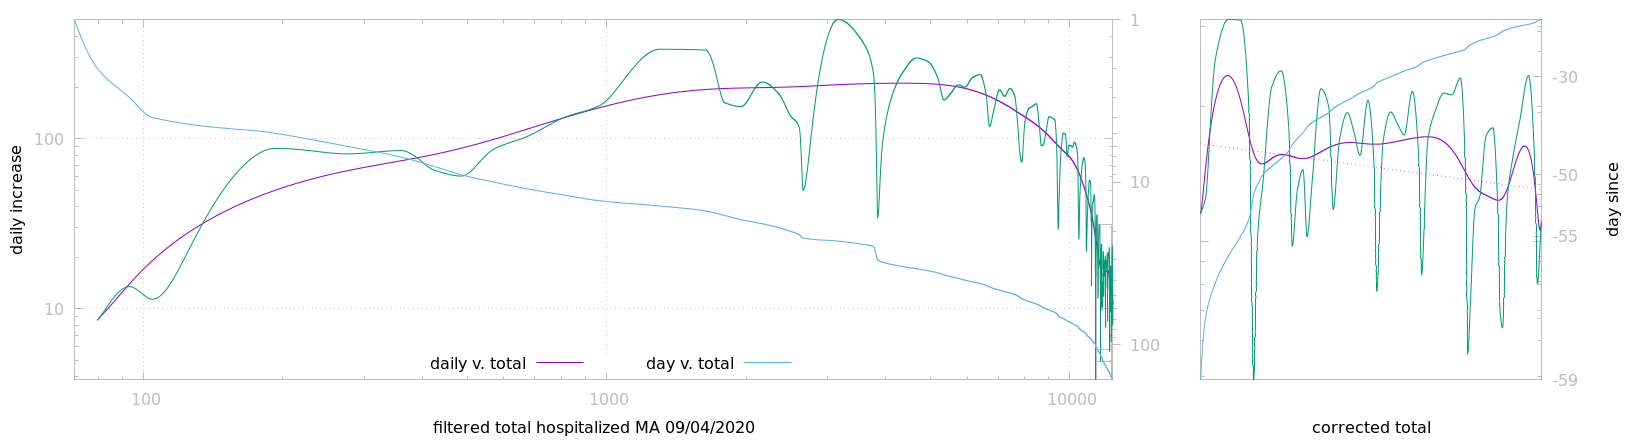 daily increase
100
10
daily v. total
day v. total
100
1000
10000
filtered total hospitalized MA 09/04/2020
1
10
100
-30
-50
-55
-59
day since
corrected total